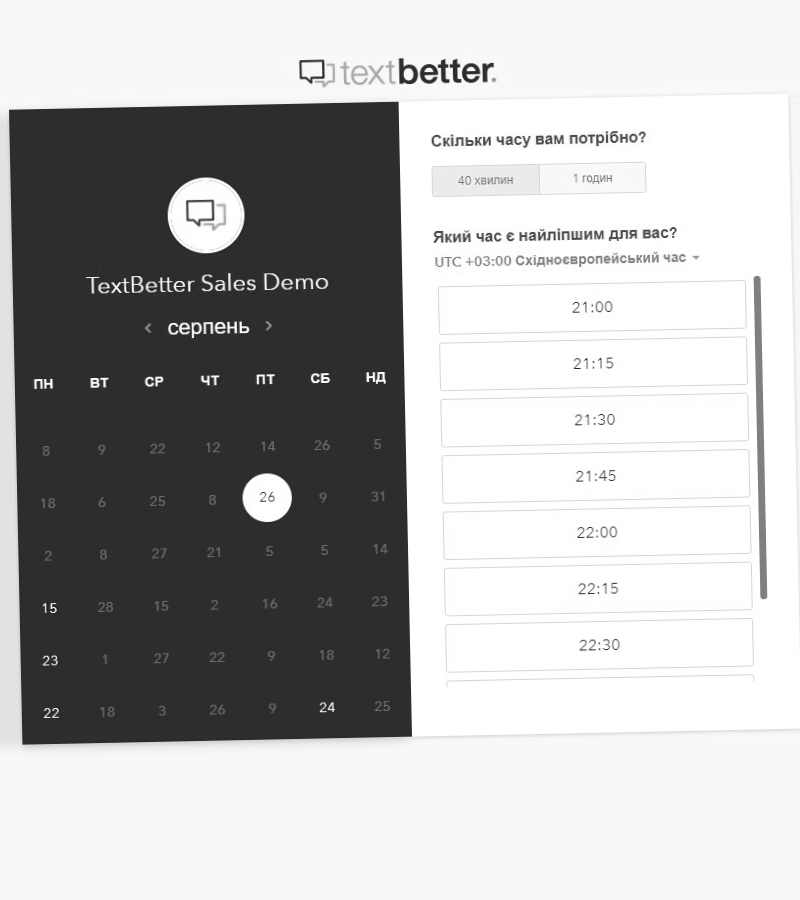 textbetter.
TextBetter Sales Demo
серпень
ПН ВТ СР ЧТ ПТ СБ НД
8 9 22 12 14 26 5
18 6 25 8 26 9 31
2 8 27 21 5 5 14
15 28 15 2 16 24 23
23 1 27 22 9 18 12
22 18 3 26 9 24 25
Скільки часу вам потрібно?
40 хвилин 1 годин
Який час є найліпшим для вас?
UTC +03:00 Східноєвропейський час
21:00
21:15
21:30
21:45
22:00
22:15
22:30